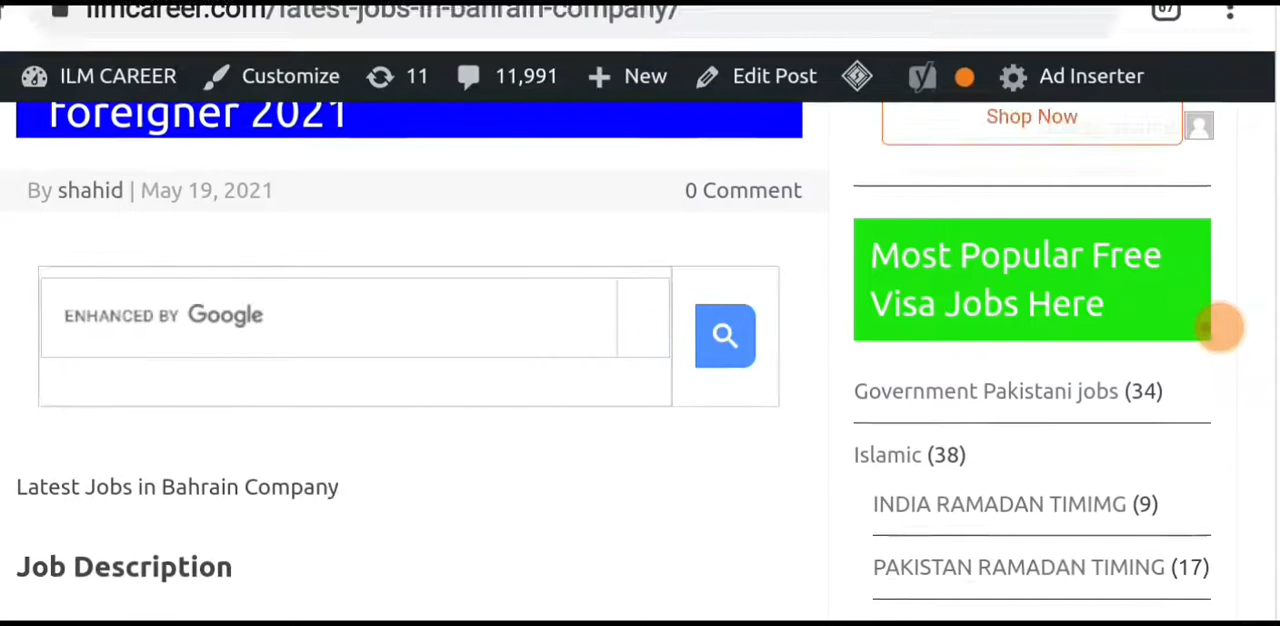 ilmcareer.com/latest-jobs-in-bahrain-company/
67
ILM CAREER Customize 11 11,991 New Edit Post Ad Inserter
Foreigner 2021
By shahid | May 19, 2021 0 Comment
ENHANCED BY Google
Latest Jobs in Bahrain Company
Job Description
Shop Now
Most Popular Free
Visa Jobs Here
Government Pakistani jobs (34)
Islamic (38)
INDIA RAMADAN TIMIMG (9)
PAKISTAN RAMADAN TIMING (17)